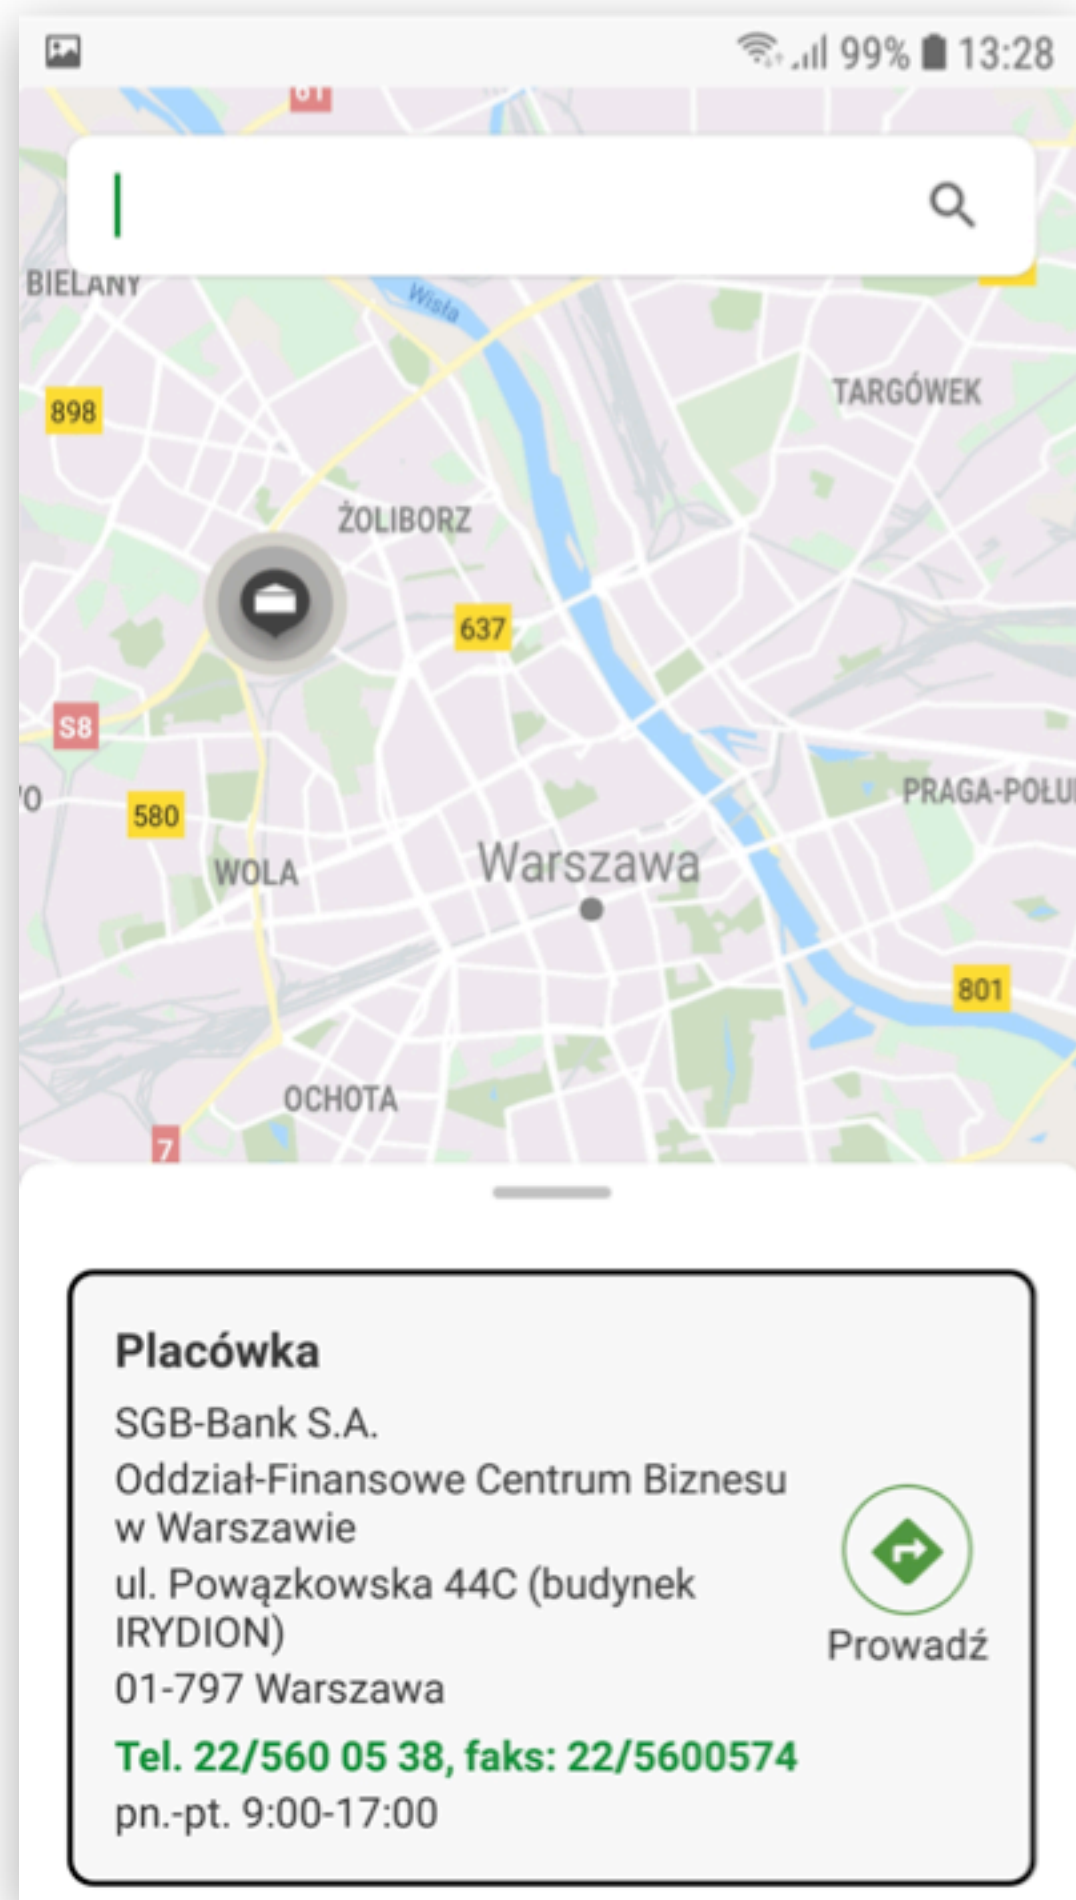 99% 13:28
61
BIELANY
Wisła
898
TARGÓWEK
ŻOLIBORZ
637
S8
580
PRAGA-POŁU
WOLA
Warszawa
801
OCHOTA
7
Placówka
SGB-Bank S.A.
Oddział-Finansowe Centrum Biznesu
w Warszawie
ul. Powązkowska 44C (budynek
IRYDION)
Prowadź
01-797 Warszawa
Tel. 22/560 05 38, faks: 22/5600574
pn.-pt. 9:00-17:00